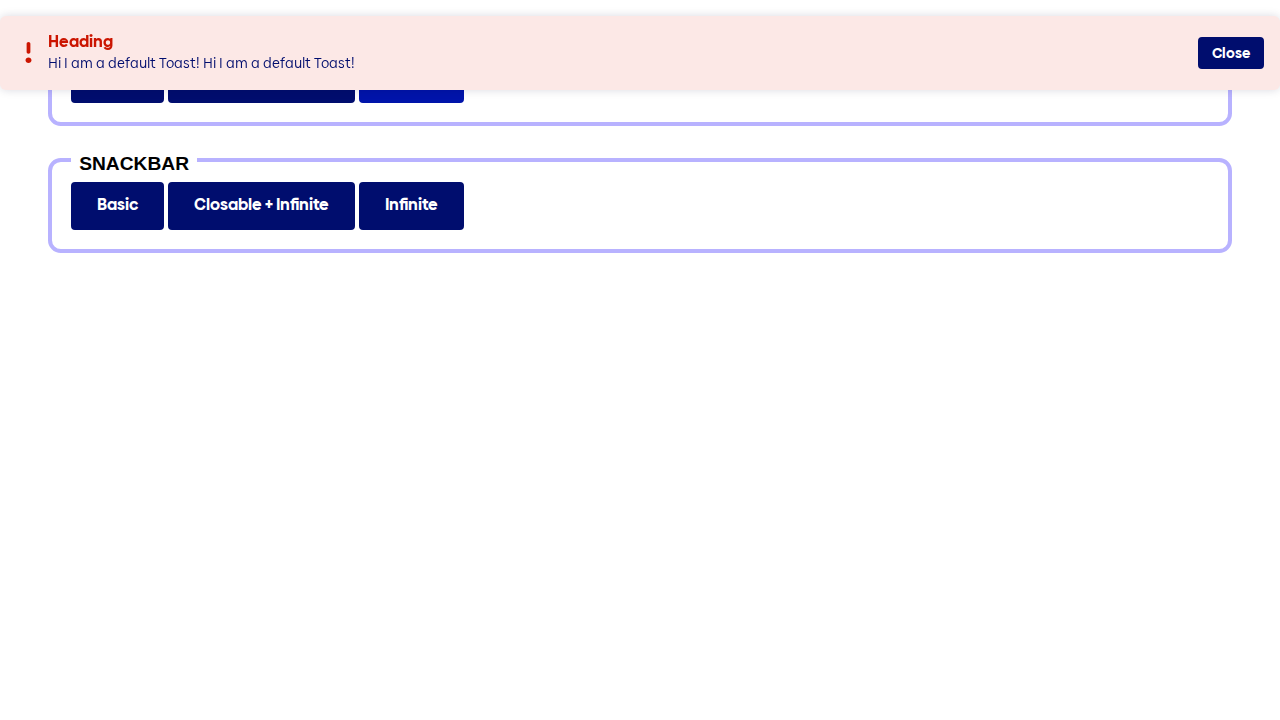 Heading
Hi I am a default Toast! Hi I am a default Toast!
Close
SNACKBAR
Basic
Closable + Infinite
Infinite